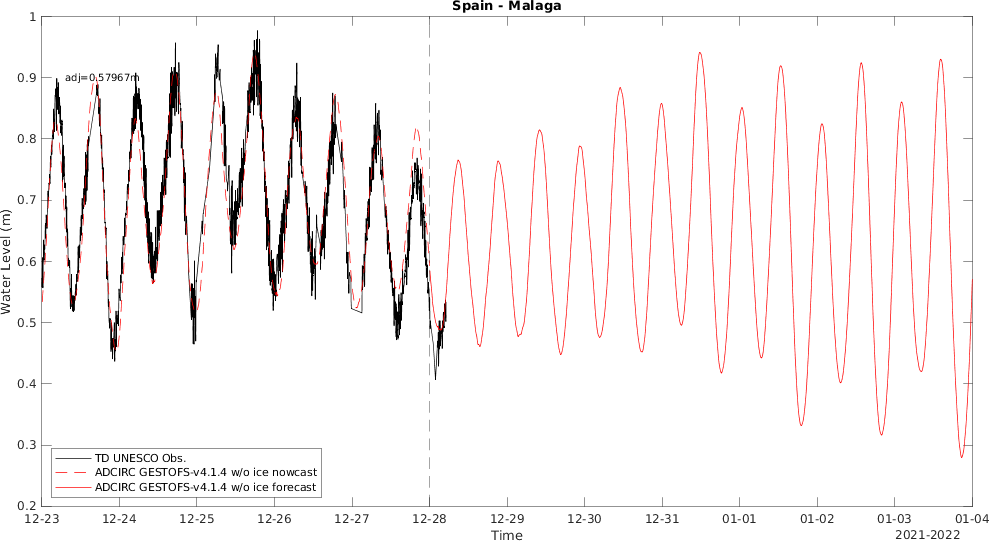 Spain - Malaga
1
0.9
0.8
0.7
0.6
0.5
0.4
0.3
0.2
Water Level (m)
adj=0.57967m
TD UNESCO Obs.
ADCIRC GESTOFS-v4.1.4 w/o ice nowcast
ADCIRC GESTOFS-v4.1.4 w/o ice forecast
12-23 12-24 12-25 12-26 12-27 12-28 12-29 12-30 12-31 01-01 01-02 01-03 01-04
Time
2021-2022